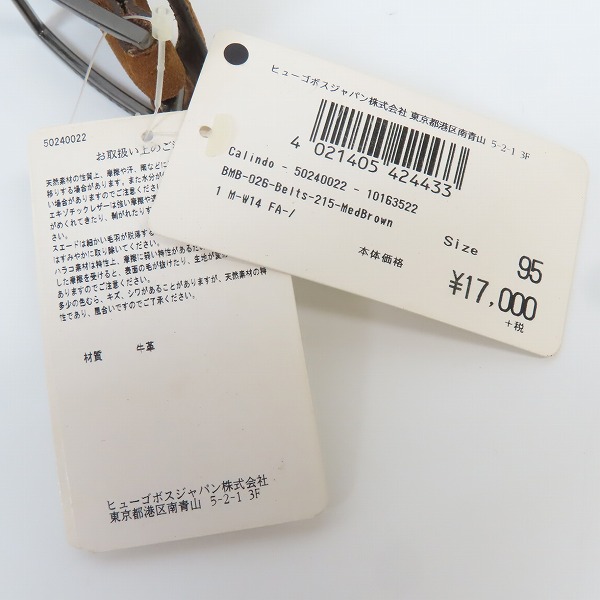 50240022
お取扱い上のご
天然素材の性質上、摩擦や汗、雨などに
移りする場合があります。また水分が
い場合がありますのでご注意ください
エキゾチックレザーは強い摩擦や
がめくれてきたり、剥がれたりす
スエードは細かい毛羽が脱落する
はすみやかに取り除いてください。
ハラコ素材は特性上、摩擦に弱い特性があるため
した摩擦を受けると、表面の毛が抜けたり、生地が
ありますのでご注意ください。
多少の色むら、キズ、シワがあることがありますが、天然素材の特
性であり、風合いですのでご了承ください。
材質 牛革
ヒューゴボスジャパン株式会社
東京都港区南青山 5-2-1 3F
ヒューゴボスジャパン株式会社 東京都港区南青山 5-2-1 3F
4 021405 424433
Calindo - 50240022 - 10163522
BMB-026-Belts-215-MedBrown
1 M-W14 FA-/
Size 95
本体価格 ¥17,000
+税